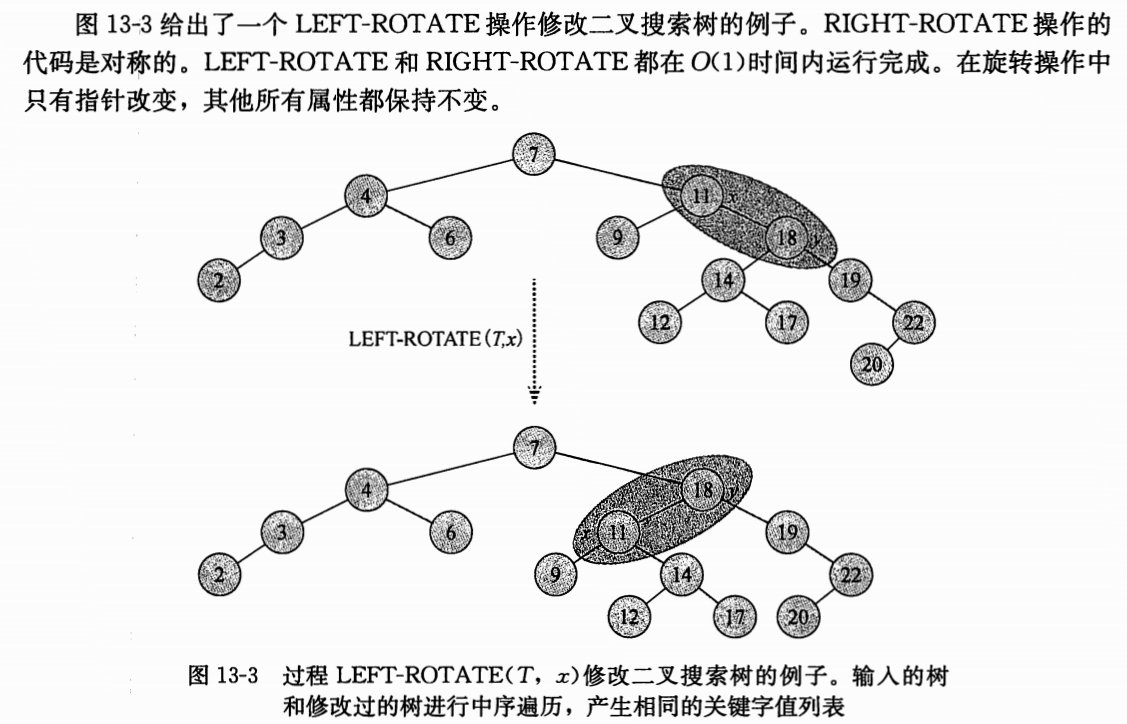 图 13-3 给出了一个 LEFT-ROTATE 操作修改二叉搜索树的例子。RIGHT-ROTATE 操作的
代码是对称的。LEFT-ROTATE 和 RIGHT-ROTATE 都在 O(1)时间内运行完成。在旋转操作中
只有指针改变，其他所有属性都保持不变。
7
4 11 x
3 6 9 18 y
2 14 19
12 17 22
LEFT-ROTATE(T,x)
20
7
4 18 y
3 6 x 11 19
2 9 14 22
12 17 20
图 13-3 过程 LEFT-ROTATE(T, x)修改二叉搜索树的例子。输入的树
和修改过的树进行中序遍历，产生相同的关键字值列表